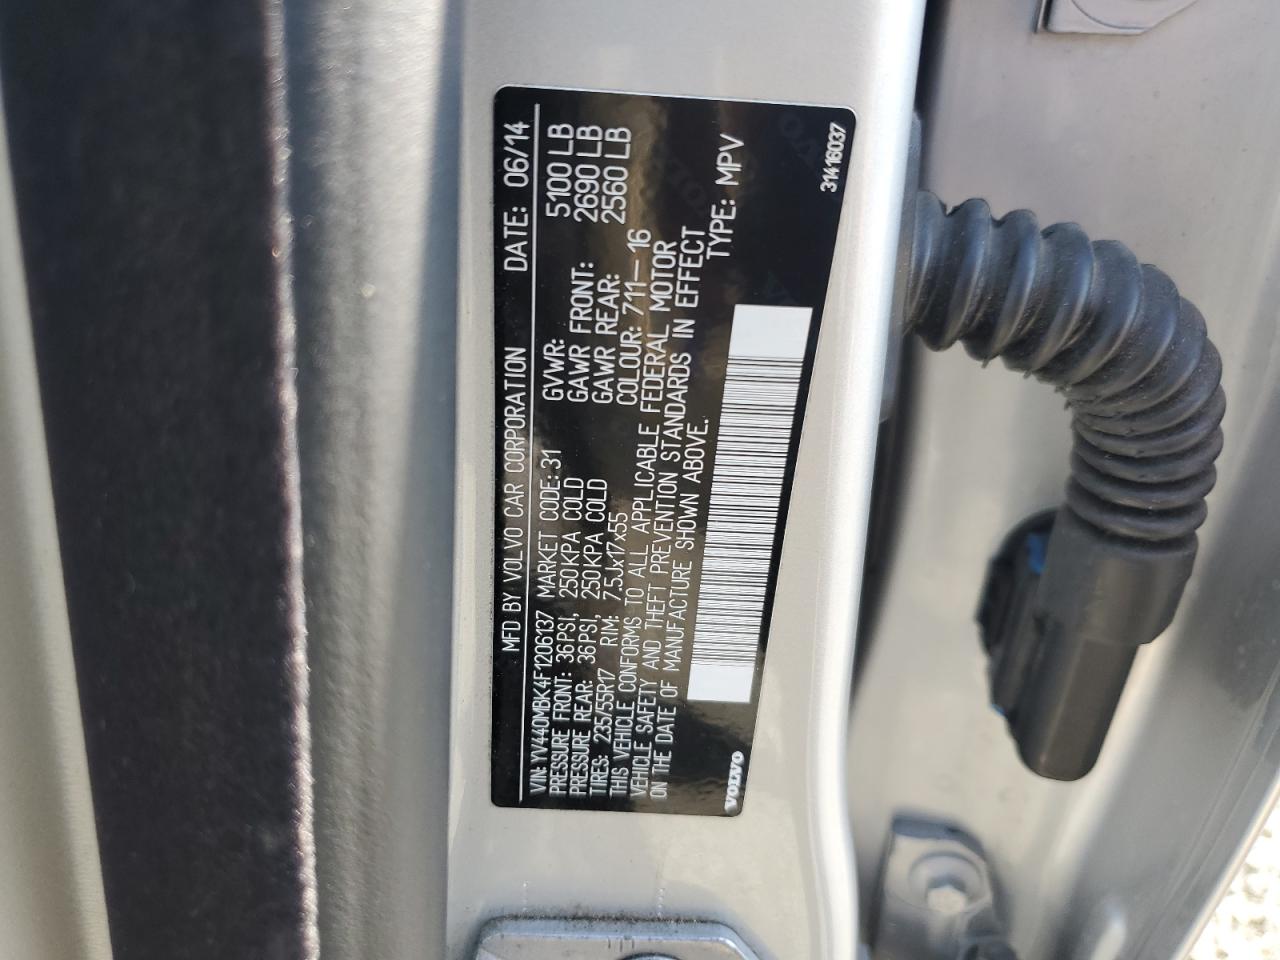 MFD BY VOLVO CAR CORPORATION DATE: 06/14
VIN: YV440MBK4F1206137 MARKET CODE: 31
PRESSURE FRONT: 36PSI, 250KPA COLD
PRESSURE REAR: 36PSI, 250KPA COLD
TIRES: 235/55R17 RIM: 7.5Jx17x55
GVWR: 5100 LB
GAWR FRONT: 2690 LB
GAWR REAR: 2560 LB
COLOUR: 711-16
THIS VEHICLE CONFORMS TO ALL APPLICABLE FEDERAL MOTOR
VEHICLE SAFETY AND THEFT PREVENTION STANDARDS IN EFFECT
ON THE DATE OF MANUFACTURE SHOWN ABOVE.
TYPE: MPV
VOLVO
31416037